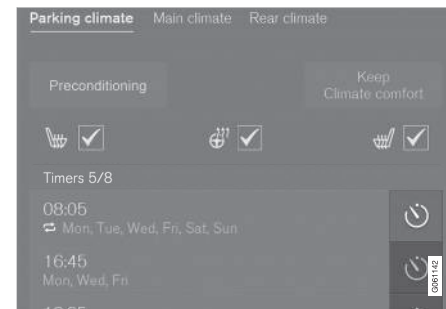 Parking climate Main climate Rear climate
Preconditioning
Keep
Climate comfort
Timers 5/8
08:05
Mon, Tue, Wed, Fri, Sat, Sun
16:45
Mon, Wed, Fri
G061142